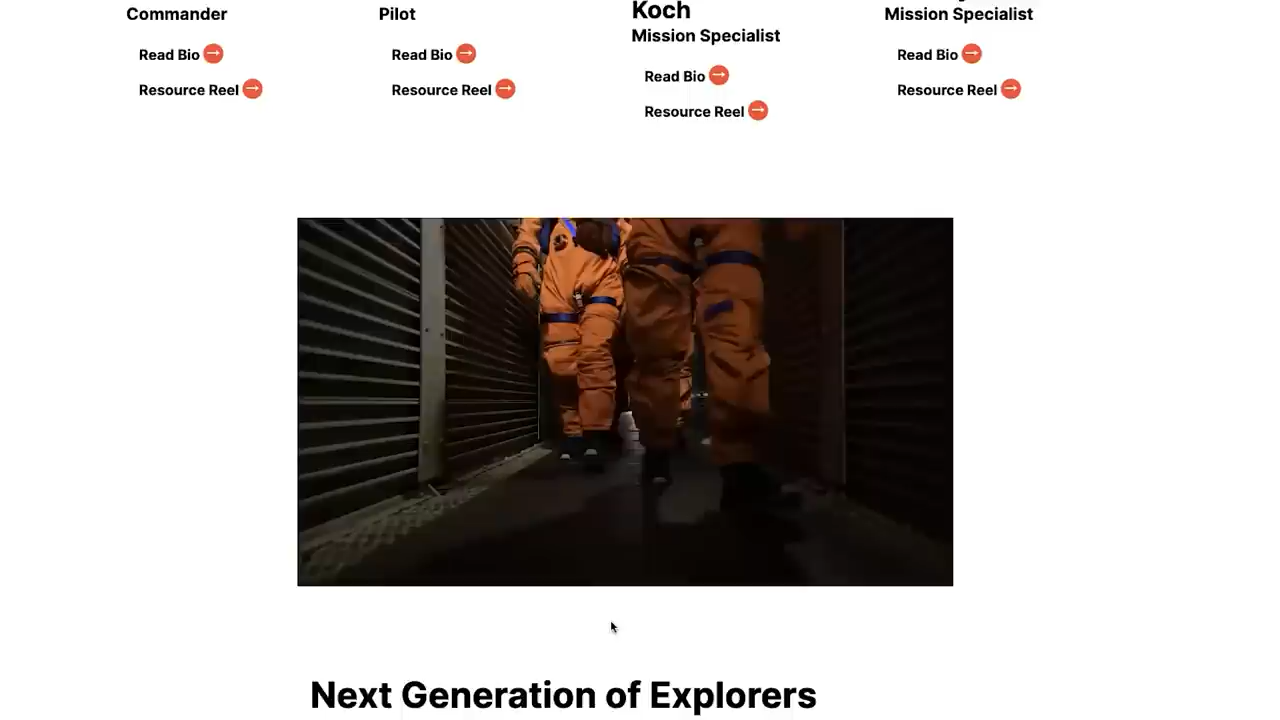 Commander
Read Bio
Resource Reel
Pilot
Read Bio
Resource Reel
Koch
Mission Specialist
Read Bio
Resource Reel
Mission Specialist
Read Bio
Resource Reel
Next Generation of Explorers